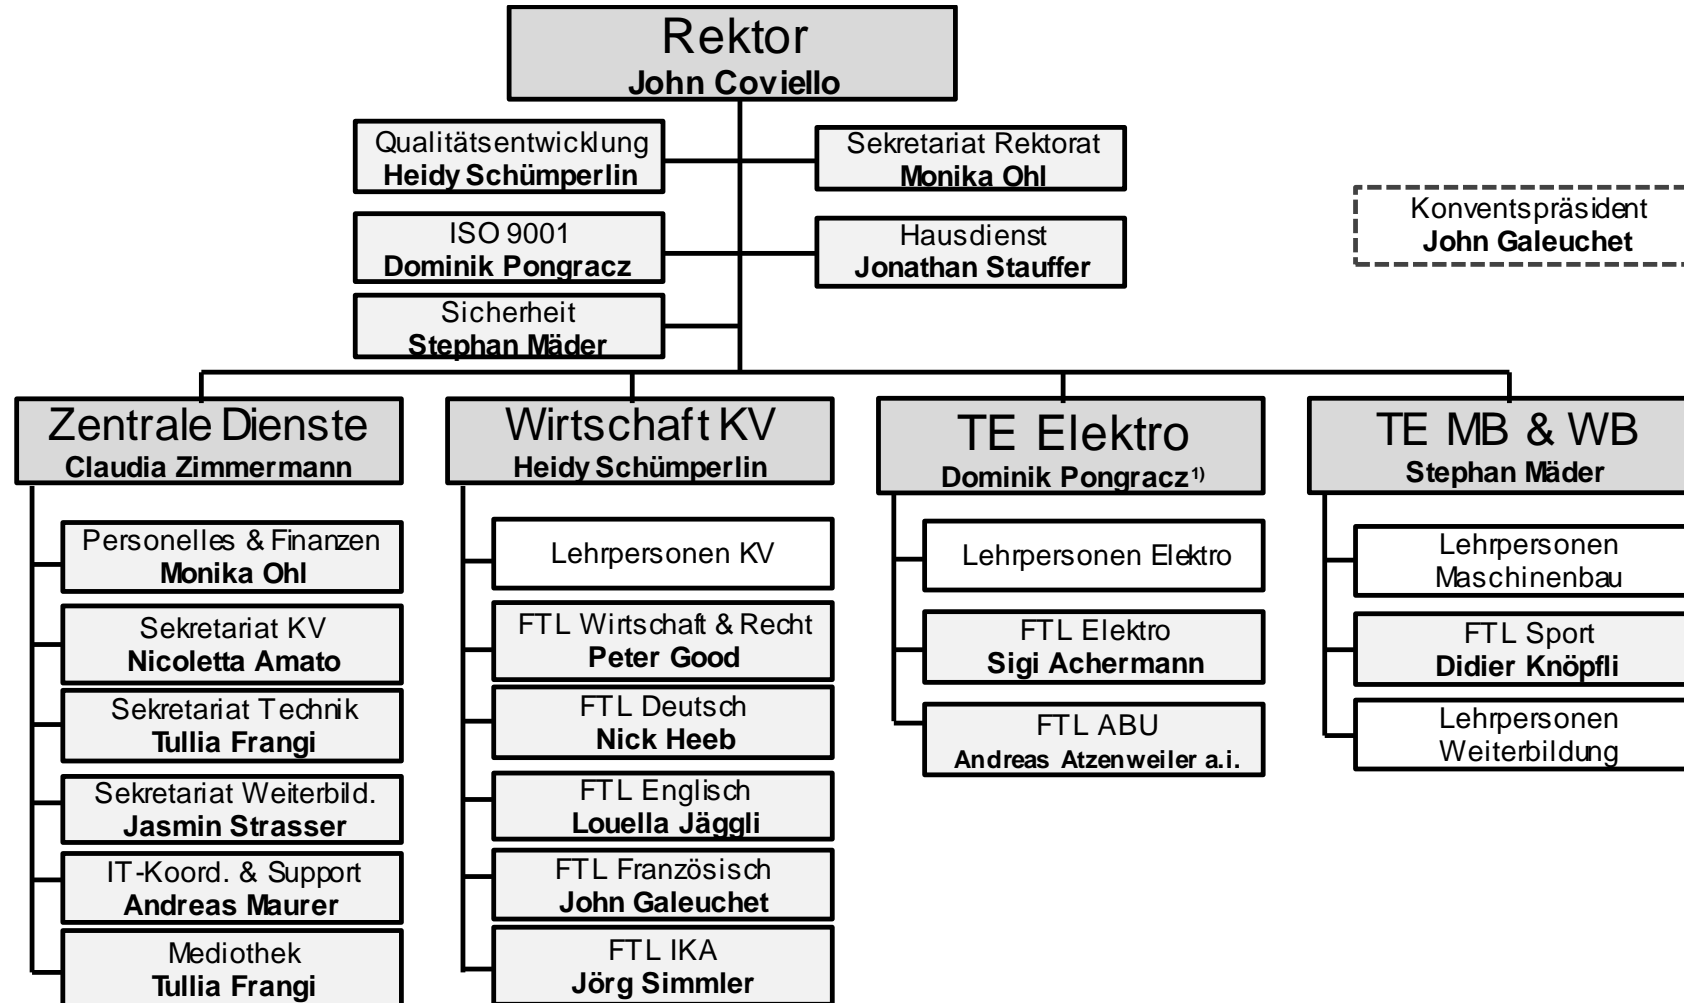 Rektor
John Coviello
Qualitätsentwicklung
Heidy Schümperlin
Sekretariat Rektorat
Monika Ohl
ISO 9001
Dominik Pongracz
Hausdienst
Jonathan Stauffer
Konventspräsident
John Galeuchet
Sicherheit
Stephan Mäder
Zentrale Dienste
Claudia Zimmermann
Personelles & Finanzen
Monika Ohl
Sekretariat KV
Nicoletta Amato
Sekretariat Technik
Tullia Frangi
Sekretariat Weiterbild.
Jasmin Strasser
IT-Koord. & Support
Andreas Maurer
Mediothek
Tullia Frangi
Wirtschaft KV
Heidy Schümperlin
Lehrpersonen KV
FTL Wirtschaft & Recht
Peter Good
FTL Deutsch
Nick Heeb
FTL Englisch
Louella Jäggli
FTL Französisch
John Galeuchet
FTL IKA
Jörg Simmler
TE Elektro
Dominik Pongracz ¹⁾
Lehrpersonen Elektro
FTL Elektro
Sigi Achermann
FTL ABU
Andreas Atzenweiler a.i.
TE MB & WB
Stephan Mäder
Lehrpersonen
Maschinenbau
FTL Sport
Didier Knöpfli
Lehrpersonen
Weiterbildung